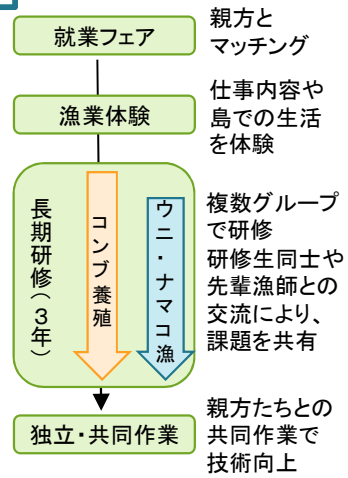 就業フェア
親方と
マッチング
漁業体験
仕事内容や
島での生活
を体験
長期研修(3年)
コンブ養殖
ウニ・ナマコ漁
複数グループ
で研修
研修生同士や
先輩漁師との
交流により、
課題を共有
独立・共同作業
親方たちとの
共同作業で
技術向上